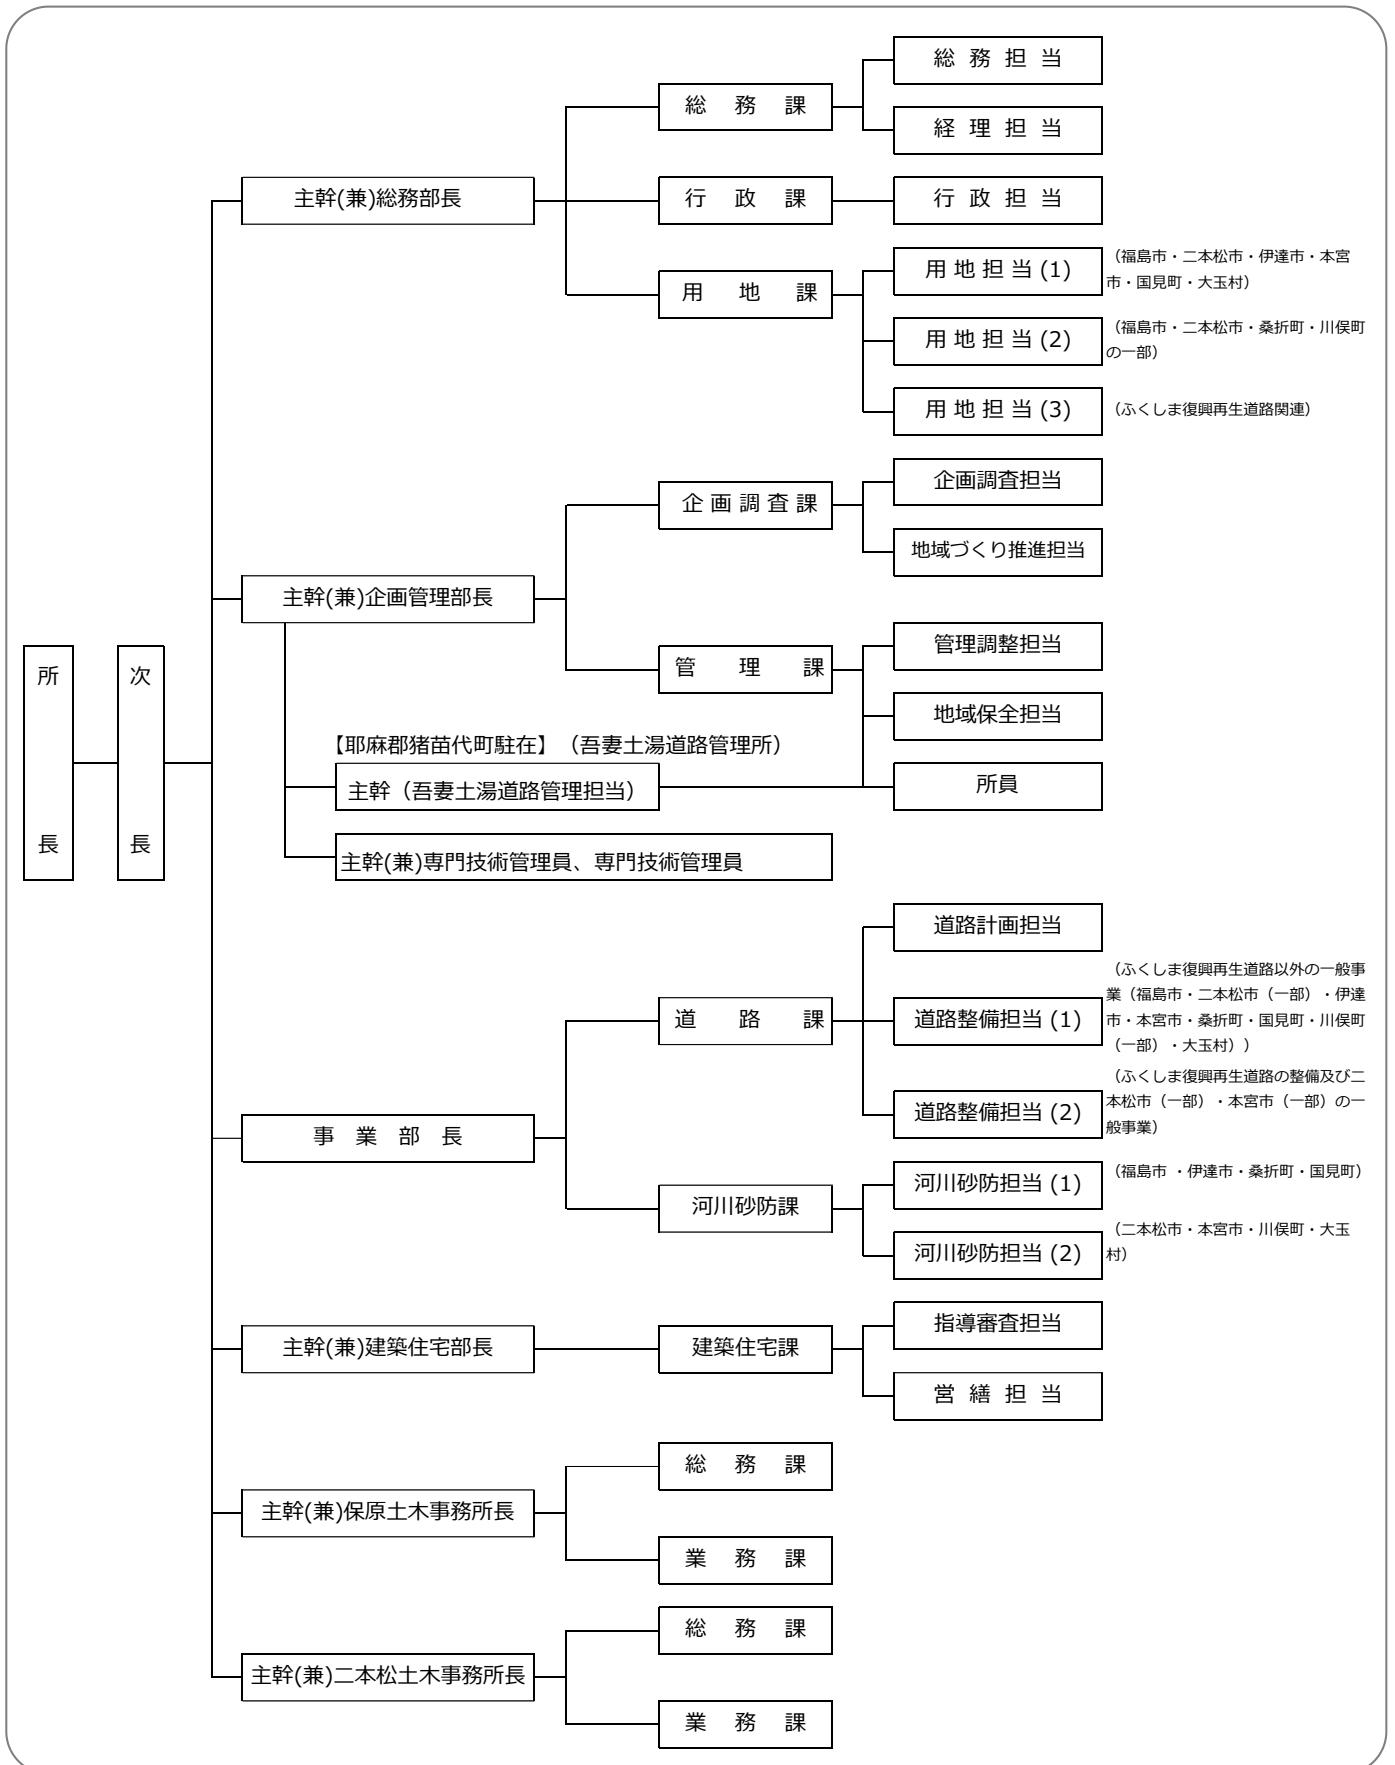 総務担当
総務課
経理担当
主幹(兼)総務部長
行政課
行政担当
用地担当(1)
（福島市・二本松市・伊達市・本宮
市・国見町・大玉村）
用地課
用地担当(2)
（福島市・二本松市・桑折町・川俣町
の一部）
用地担当(3)
（ふくしま復興再生道路関連）
企画調査担当
企画調査課
地域づくり推進担当
主幹(兼)企画管理部長
管理調整担当
管理課
所長
次長
地域保全担当
【耶麻郡猪苗代町駐在】（吾妻土湯道路管理所）
主幹（吾妻土湯道路管理担当）
所員
主幹(兼)専門技術管理員、専門技術管理員
道路計画担当
道路課
道路整備担当(1)
（ふくしま復興再生道路以外の一般事
業（福島市・二本松市（一部）・伊達
市・本宮市・桑折町・国見町・川俣町
（一部）・大玉村））
道路整備担当(2)
（ふくしま復興再生道路の整備及び二
本松市（一部）・本宮市（一部）の一
般事業）
事業部長
河川砂防担当(1)
（福島市 ・伊達市・桑折町・国見町）
河川砂防課
河川砂防担当(2)
（二本松市・本宮市・川俣町・大玉
村）
指導審査担当
主幹(兼)建築住宅部長
建築住宅課
営繕担当
総務課
主幹(兼)保原土木事務所長
業務課
総務課
主幹(兼)二本松土木事務所長
業務課